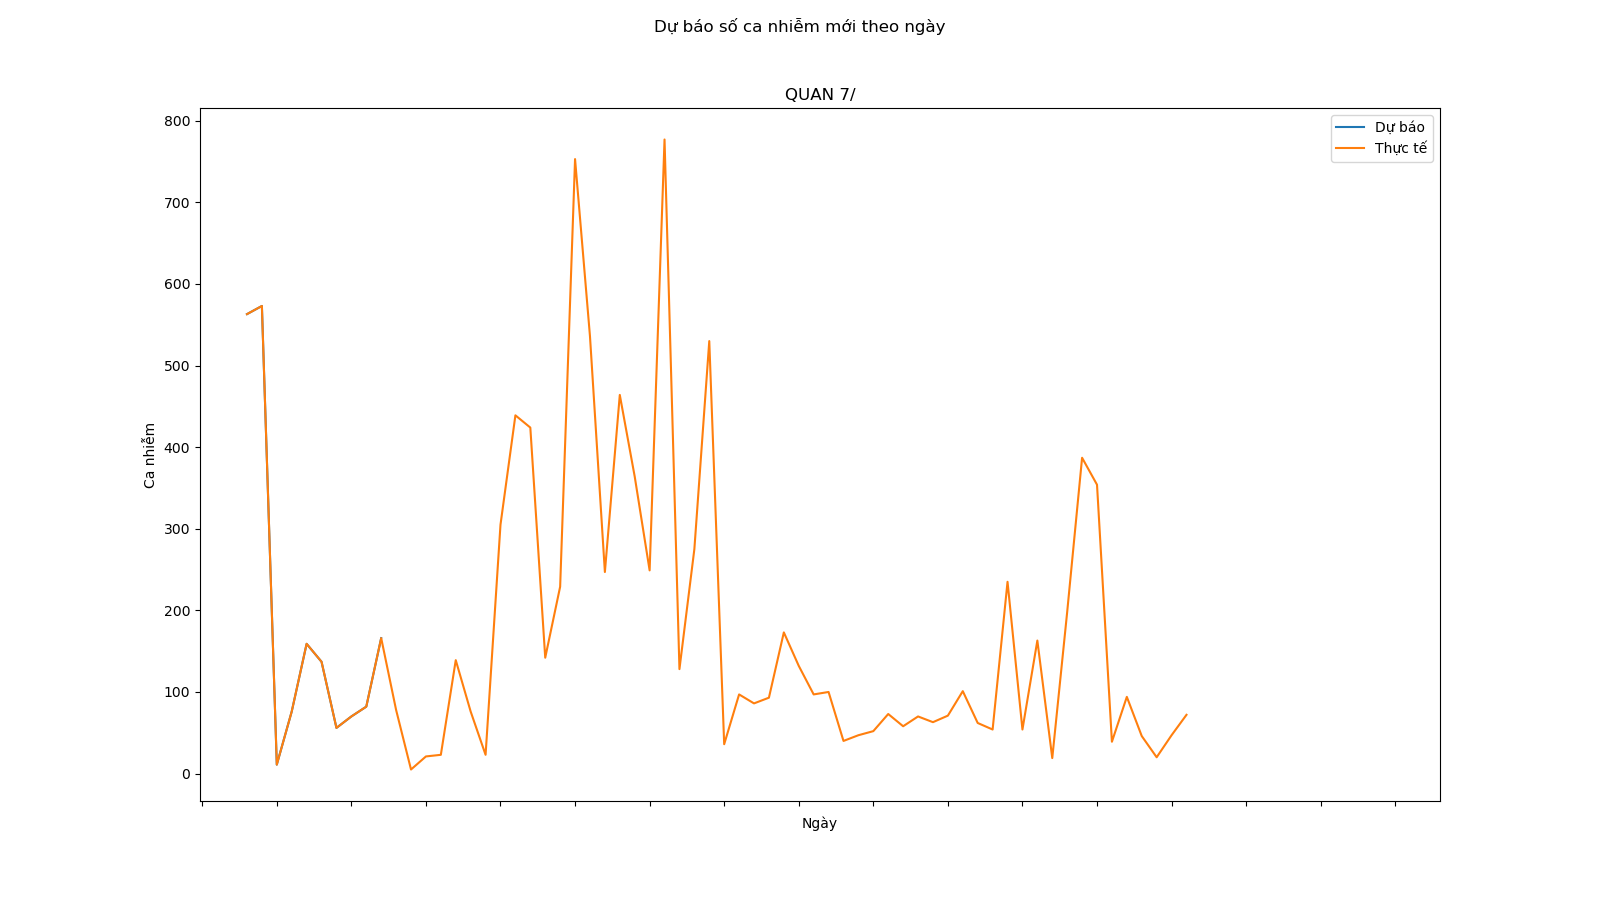 Dự báo số ca nhiễm mới theo ngày
QUAN 7/
Dự báo
Thực tế
800
700
600
500
400
300
200
100
0
Ca nhiễm
Ngày